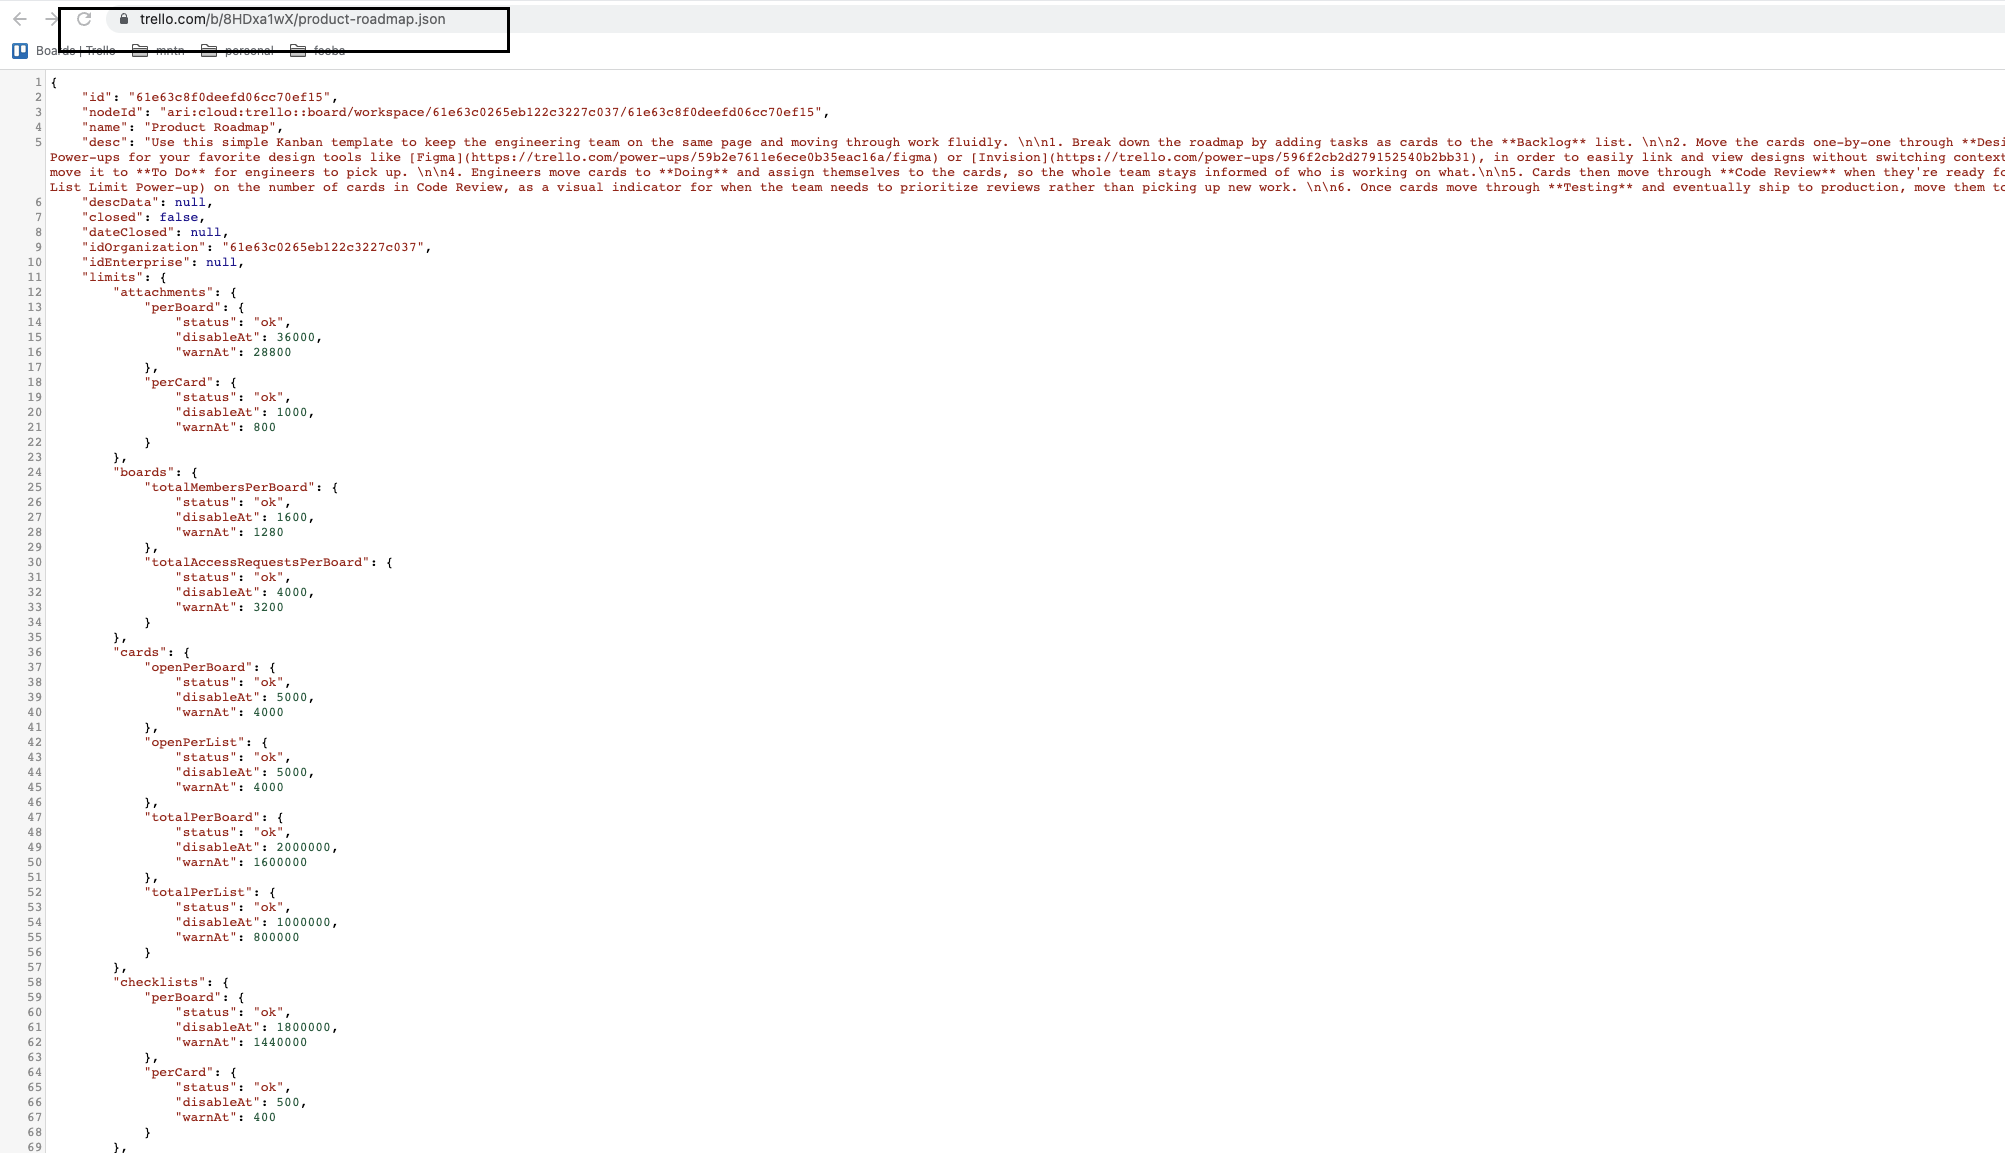 trello.com/b/8HDxa1wX/product-roadmap.json
Boards | Trello mntn personal fooba
1 {
2 "id": "61e63c8f0deefd06cc70ef15",
3 "nodeId": "ari:cloud:trello::board/workspace/61e63c0265eb122c3227c037/61e63c8f0deefd06cc70ef15",
4 "name": "Product Roadmap",
5 "desc": "Use this simple Kanban template to keep the engineering team on the same page and moving through work fluidly. \n\n1. Break down the roadmap by adding tasks as cards to the **Backlog** list. \n\n2. Move the cards one-by-one through **Desi
Power-ups for your favorite design tools like [Figma](https://trello.com/power-ups/59b2e7611e6ece0b35eac16a/figma) or [Invision](https://trello.com/power-ups/596f2cb2d279152540b2bb31), in order to easily link and view designs without switching context
move it to **To Do** for engineers to pick up. \n\n4. Engineers move cards to **Doing** and assign themselves to the cards, so the whole team stays informed of who is working on what.\n\n5. Cards then move through **Code Review** when they're ready fo
List Limit Power-up) on the number of cards in Code Review, as a visual indicator for when the team needs to prioritize reviews rather than picking up new work. \n\n6. Once cards move through **Testing** and eventually ship to production, move them to
6 "descData": null,
7 "closed": false,
8 "dateClosed": null,
9 "idOrganization": "61e63c0265eb122c3227c037",
10 "idEnterprise": null,
11 "limits": {
12 "attachments": {
13 "perBoard": {
14 "status": "ok",
15 "disableAt": 36000,
16 "warnAt": 28800
17 },
18 "perCard": {
19 "status": "ok",
20 "disableAt": 1000,
21 "warnAt": 800
22 }
23 },
24 "boards": {
25 "totalMembersPerBoard": {
26 "status": "ok",
27 "disableAt": 1600,
28 "warnAt": 1280
29 },
30 "totalAccessRequestsPerBoard": {
31 "status": "ok",
32 "disableAt": 4000,
33 "warnAt": 3200
34 }
35 },
36 "cards": {
37 "openPerBoard": {
38 "status": "ok",
39 "disableAt": 5000,
40 "warnAt": 4000
41 },
42 "openPerList": {
43 "status": "ok",
44 "disableAt": 5000,
45 "warnAt": 4000
46 },
47 "totalPerBoard": {
48 "status": "ok",
49 "disableAt": 2000000,
50 "warnAt": 1600000
51 },
52 "totalPerList": {
53 "status": "ok",
54 "disableAt": 1000000,
55 "warnAt": 800000
56 }
57 },
58 "checklists": {
59 "perBoard": {
60 "status": "ok",
61 "disableAt": 1800000,
62 "warnAt": 1440000
63 },
64 "perCard": {
65 "status": "ok",
66 "disableAt": 500,
67 "warnAt": 400
68 }
69 },